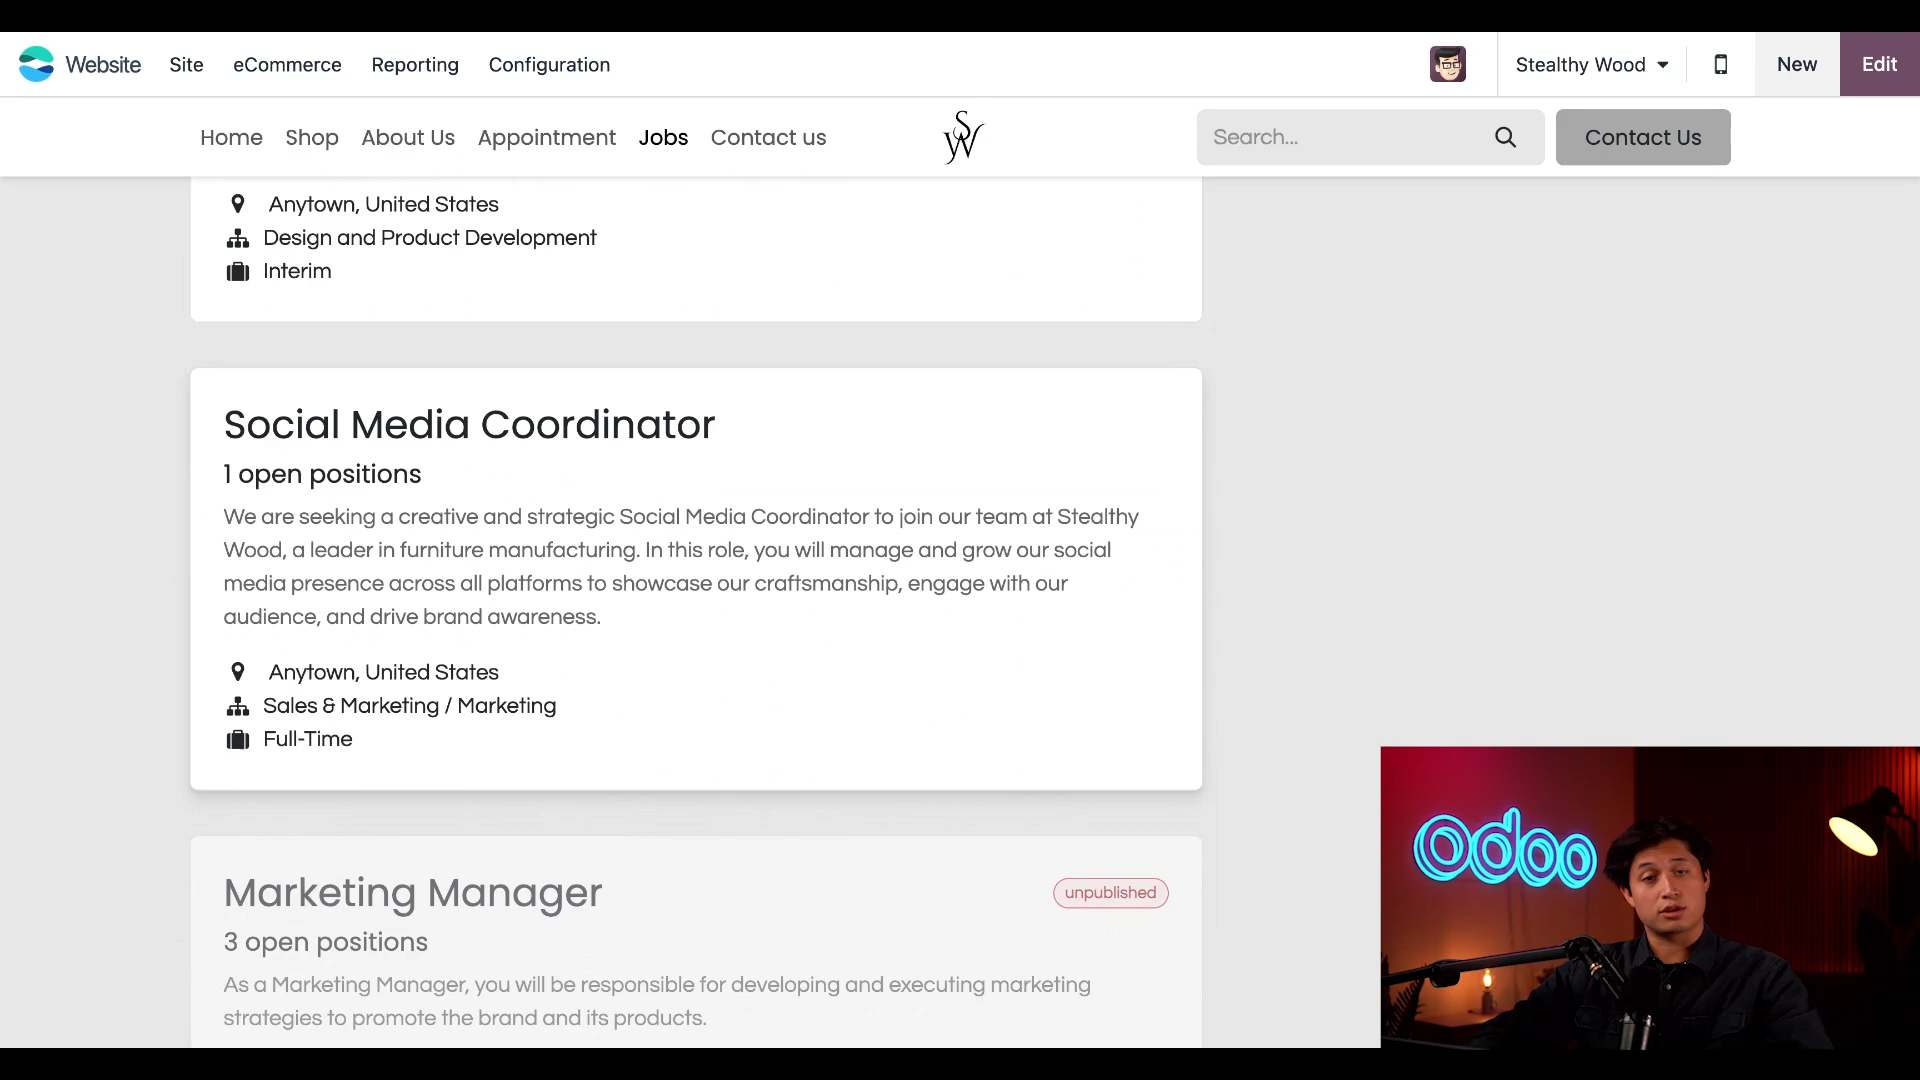 Website Site eCommerce Reporting Configuration Stealthy Wood New Edit
Home Shop About Us Appointment Jobs Contact us SW Search... Contact Us
Anytown, United States
Design and Product Development
Interim
Social Media Coordinator
1 open positions
We are seeking a creative and strategic Social Media Coordinator to join our team at Stealthy
Wood, a leader in furniture manufacturing. In this role, you will manage and grow our social
media presence across all platforms to showcase our craftsmanship, engage with our
audience, and drive brand awareness.
Anytown, United States
Sales & Marketing / Marketing
Full-Time
Marketing Manager unpublished
3 open positions
As a Marketing Manager, you will be responsible for developing and executing marketing
strategies to promote the brand and its products.
odoo